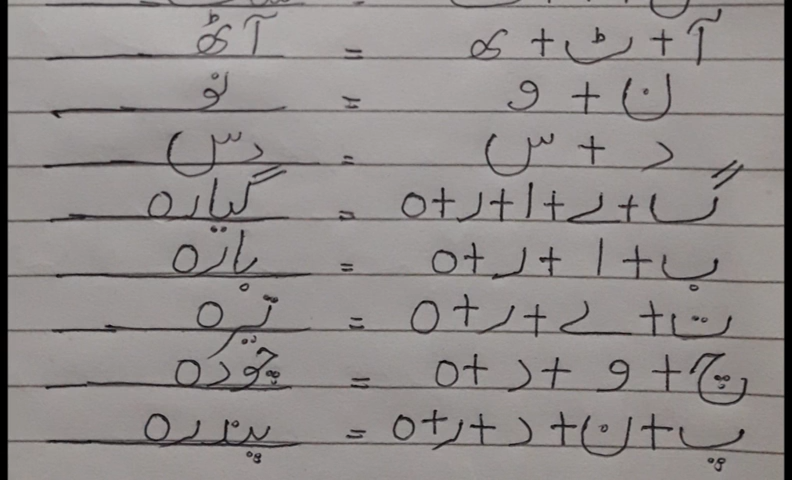 آ + ٹ + ھ = آٹھ
ن + و = نو
د + س = دس
گ + ے + ا + ر + ہ = گیارہ
ب + ا + ر + ہ = بارہ
ت + ے + ر + ہ = تیرہ
چ + و + د + ہ = چودہ
پ + ن + د + ر + ہ = پندرہ